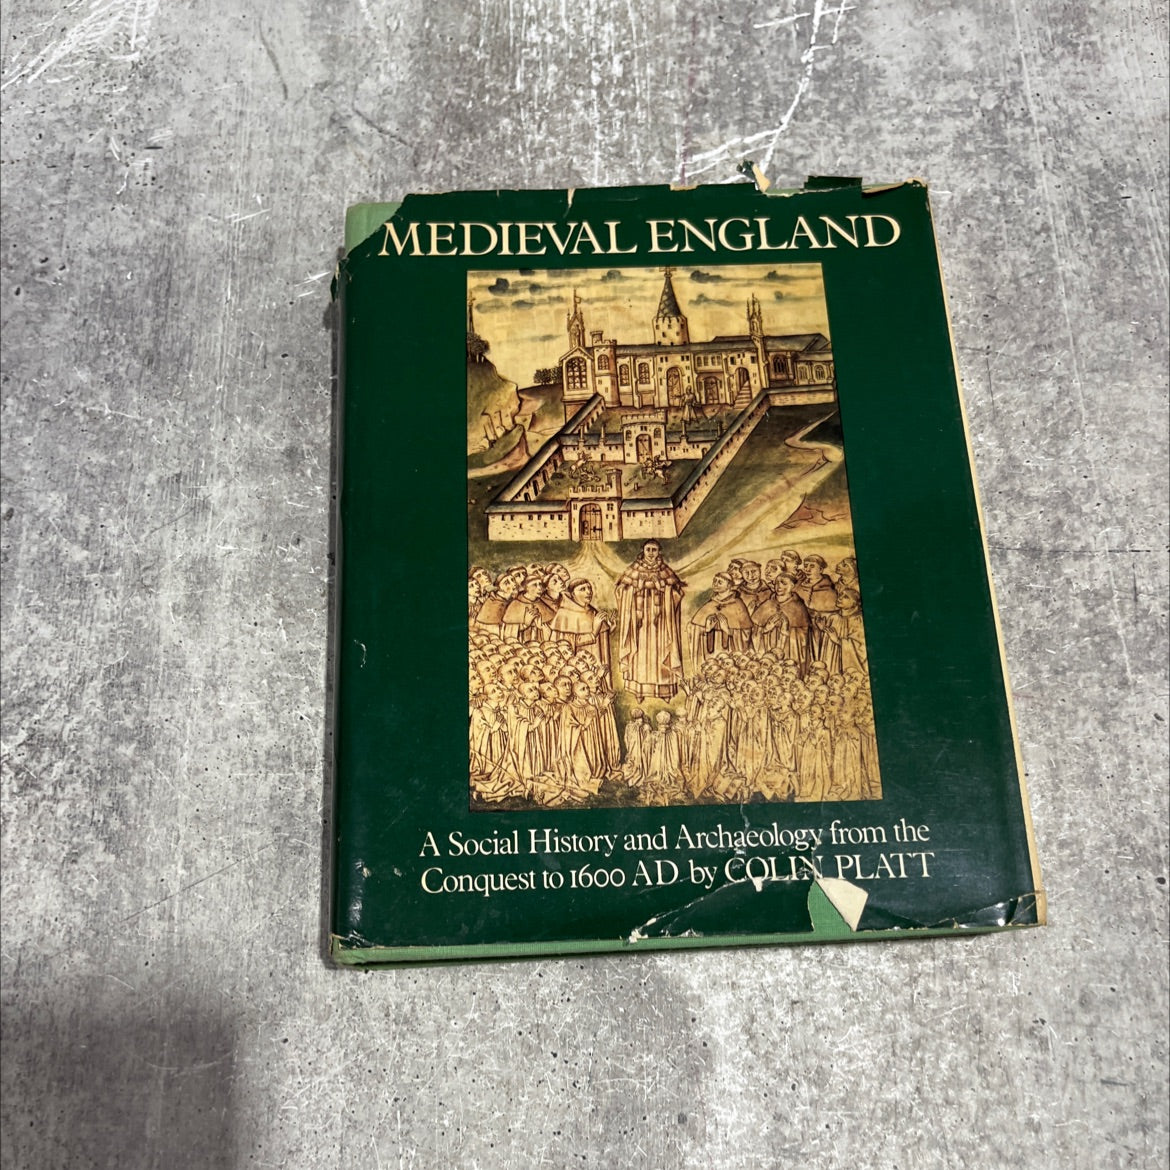 MEDIEVAL ENGLAND
A Social History and Archaeology from the
Conquest to 1600 AD by COLIN PLATT